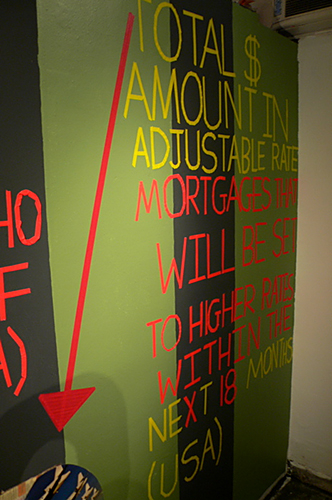 TOTAL $
AMOUNT IN
ADJUSTABLE RATE
MORTGAGES THAT
WILL BE SET
TO HIGHER RATES
WITHIN THE
NEXT 18 MONTHS
(USA)
HO
F
A)